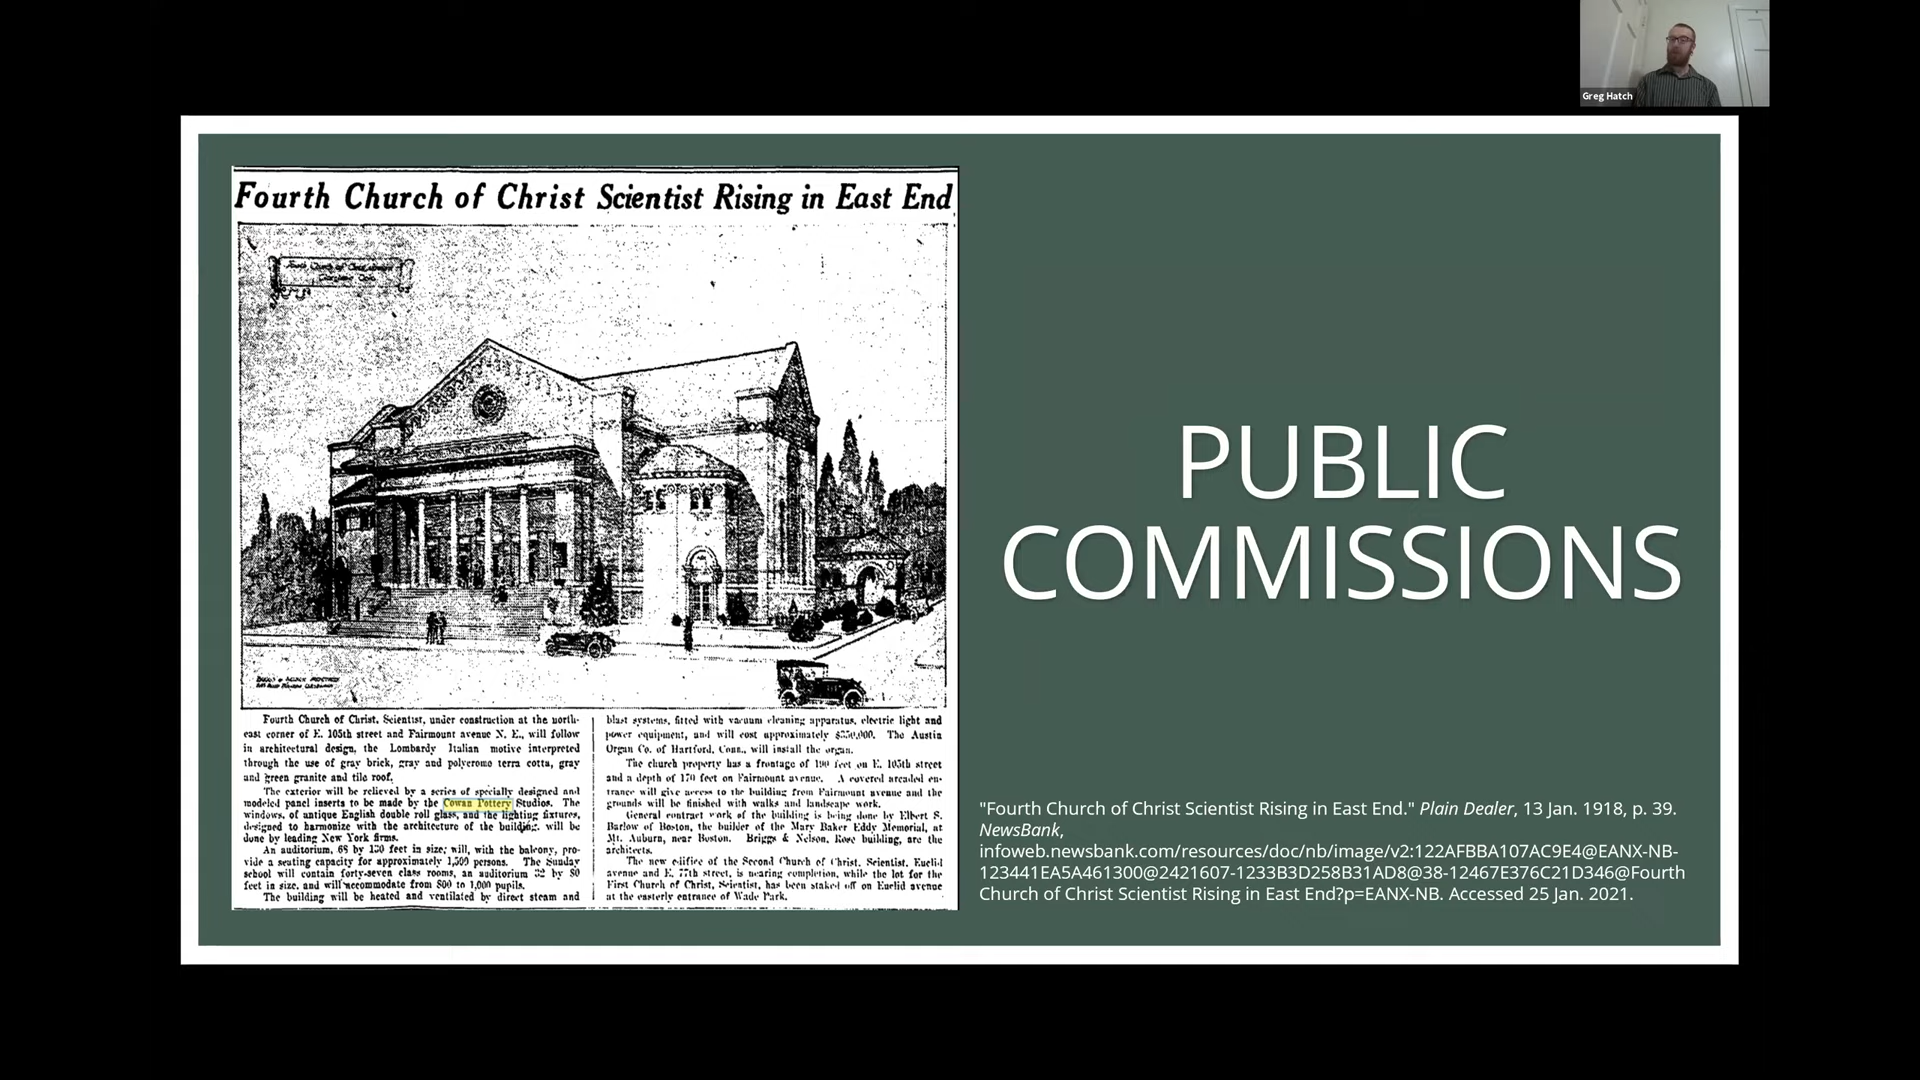 Greg Hatch
Fourth Church of Christ Scientist Rising in East End
Fourth Church of Christ, Scientist, under construction at the north-
east corner of E. 105th street and Fairmount avenue N. E., will follow
in architectural design, the Lombardy Italian motive interpreted
through the use of gray brick, gray and polycromo terra cotta, gray
and green granite and tile roof.
The exterior will be relieved by a series of specially designed and
modeled panel inserts to be made by the Cowan Pottery Studios. The
windows, of antique English double roll glass, and the lighting fixtures,
designed to harmonize with the architecture of the building, will be
done by leading New York firms.
An auditorium, 68 by 130 feet in size, will, with the balcony, pro-
vide a seating capacity for approximately 1,500 persons. The Sunday
school will contain forty-seven class rooms, an auditorium 32 by 80
feet in size, and will accommodate from 800 to 1,000 pupils.
The building will be heated and ventilated by direct steam and
blast systems, fitted with vacuum cleaning apparatus, electric light and
power equipment, and will cost approximately The Austin
Organ Co. of Hartford, Conn., will install the organ.
The church property has a frontage of 190 feet on E. 105th street
and a depth of 170 feet on Fairmount avenue. A covered arcaded en-
trance will give access to the building from Fairmount avenue and the
grounds will be finished with walks and landscape work.
General contract work of the building is being done by Elbert S.
Barlow of Boston, the builder of the Mary Baker Eddy Memorial, at
Mt. Auburn, near Boston. Briggs & Nelson, Rose building, are the
architects.
The new edifice of the Second Church of Christ, Scientist, Euclid
avenue and E. 77th street, is nearing completion, while the lot for the
First Church of Christ, Scientist, has been staked off on Euclid avenue
at the easterly entrance of Wade Park.
PUBLIC
COMMISSIONS
"Fourth Church of Christ Scientist Rising in East End." Plain Dealer, 13 Jan. 1918, p. 39.
NewsBank,
infoweb.newsbank.com/resources/doc/nb/image/v2:122AFBBA107AC9E4@EANX-NB-
123441EA5A461300@2421607-1233B3D258B31AD8@38-12467E376C21D346@Fourth
Church of Christ Scientist Rising in East End?p=EANX-NB. Accessed 25 Jan. 2021.